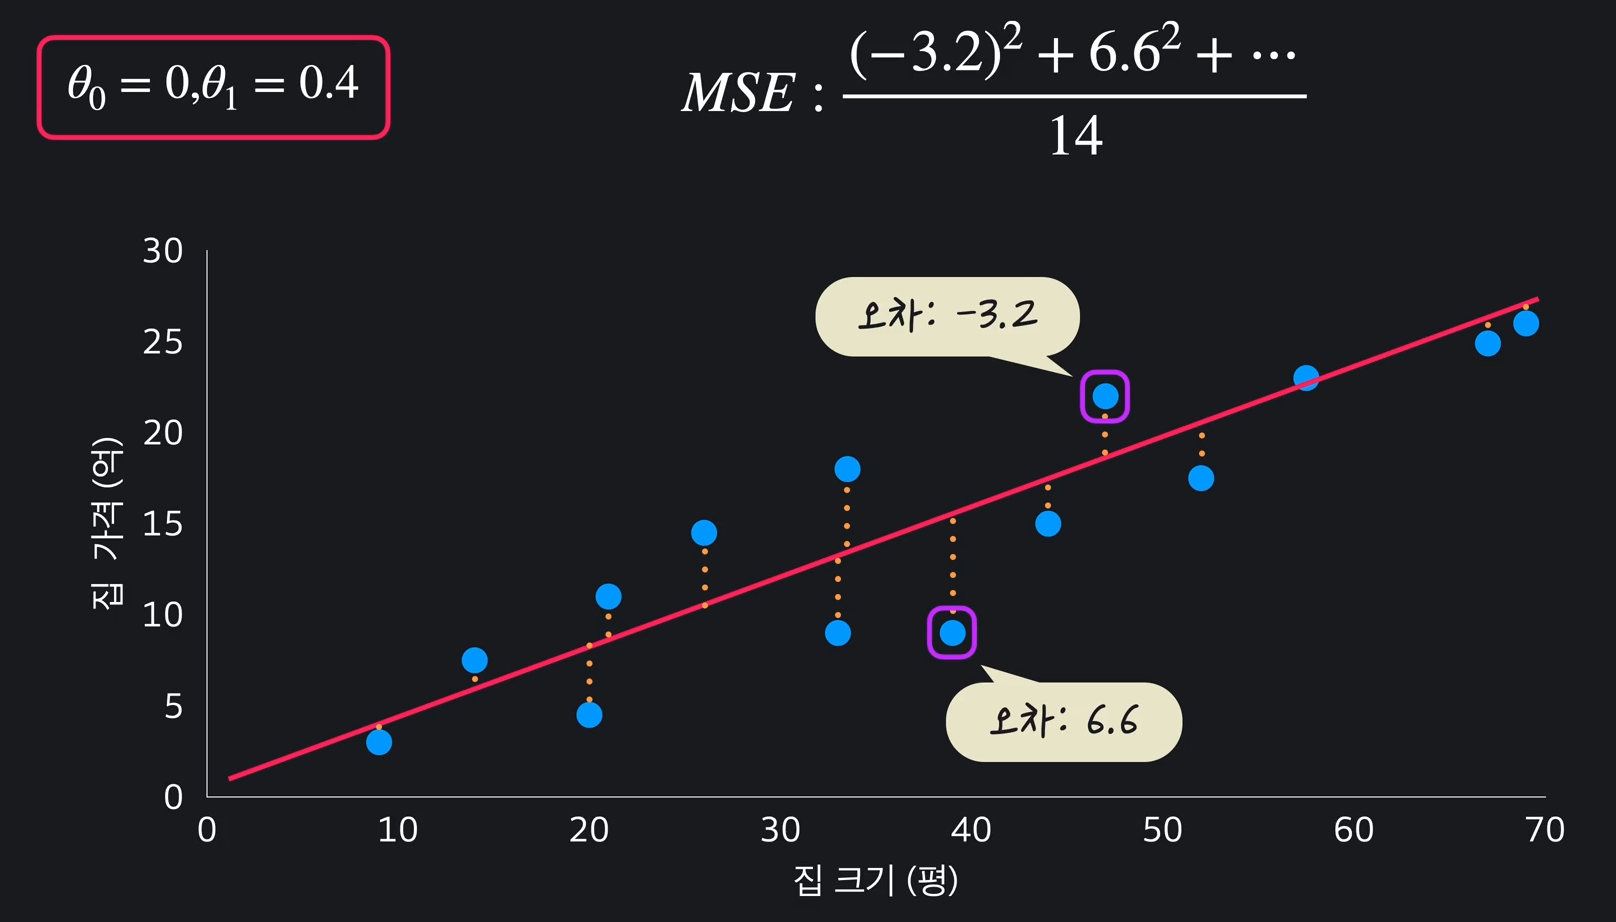 θ₀ = 0,θ₁ = 0.4
MSE : ((−3.2)² + 6.6² + ⋯) / 14
30
25
20
15
10
5
0
집 가격 (억)
오차: -3.2
오차: 6.6
0 10 20 30 40 50 60 70
집 크기 (평)